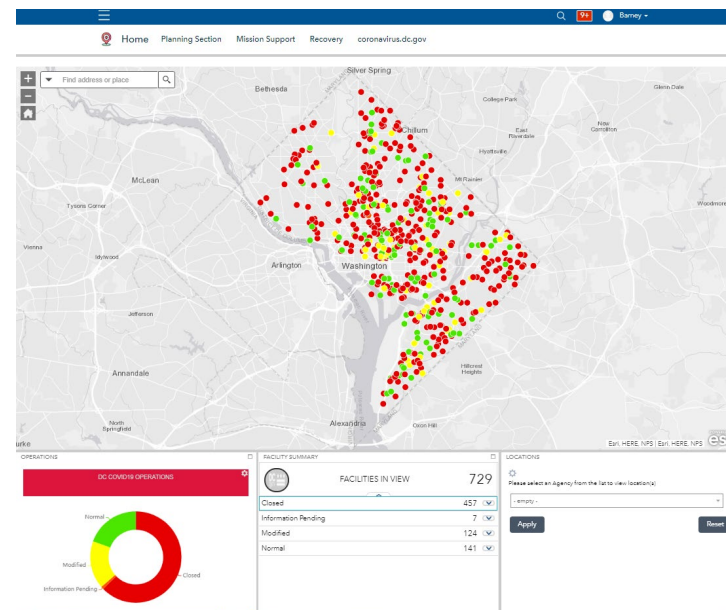 9+
Barney
Home Planning Section Mission Support Recovery coronavirus.dc.gov
Find address or place
Silver Spring
Bethesda
Glenn Dale
College Park
Chillum
East Riverdale
New Carrollton
Hyattsville
McLean
Mt Rainier
Tysons Corner
Woodmore
Vienna
Idylwood
Arlington
Washington
Jefferson
Annandale
Hillcrest Heights
North Springfield
Alexandria
Oxon Hill
urke
Esri, HERE, NPS | Esri, HERE, NPS
esri
OPERATIONS
DC COVID19 OPERATIONS
Normal
Modified
Information Pending
Closed
FACILITY SUMMARY
FACILITIES IN VIEW 729
Closed 457
Information Pending 7
Modified 124
Normal 141
LOCATIONS
Please select an Agency from the list to view location(s)
- empty -
Apply Reset